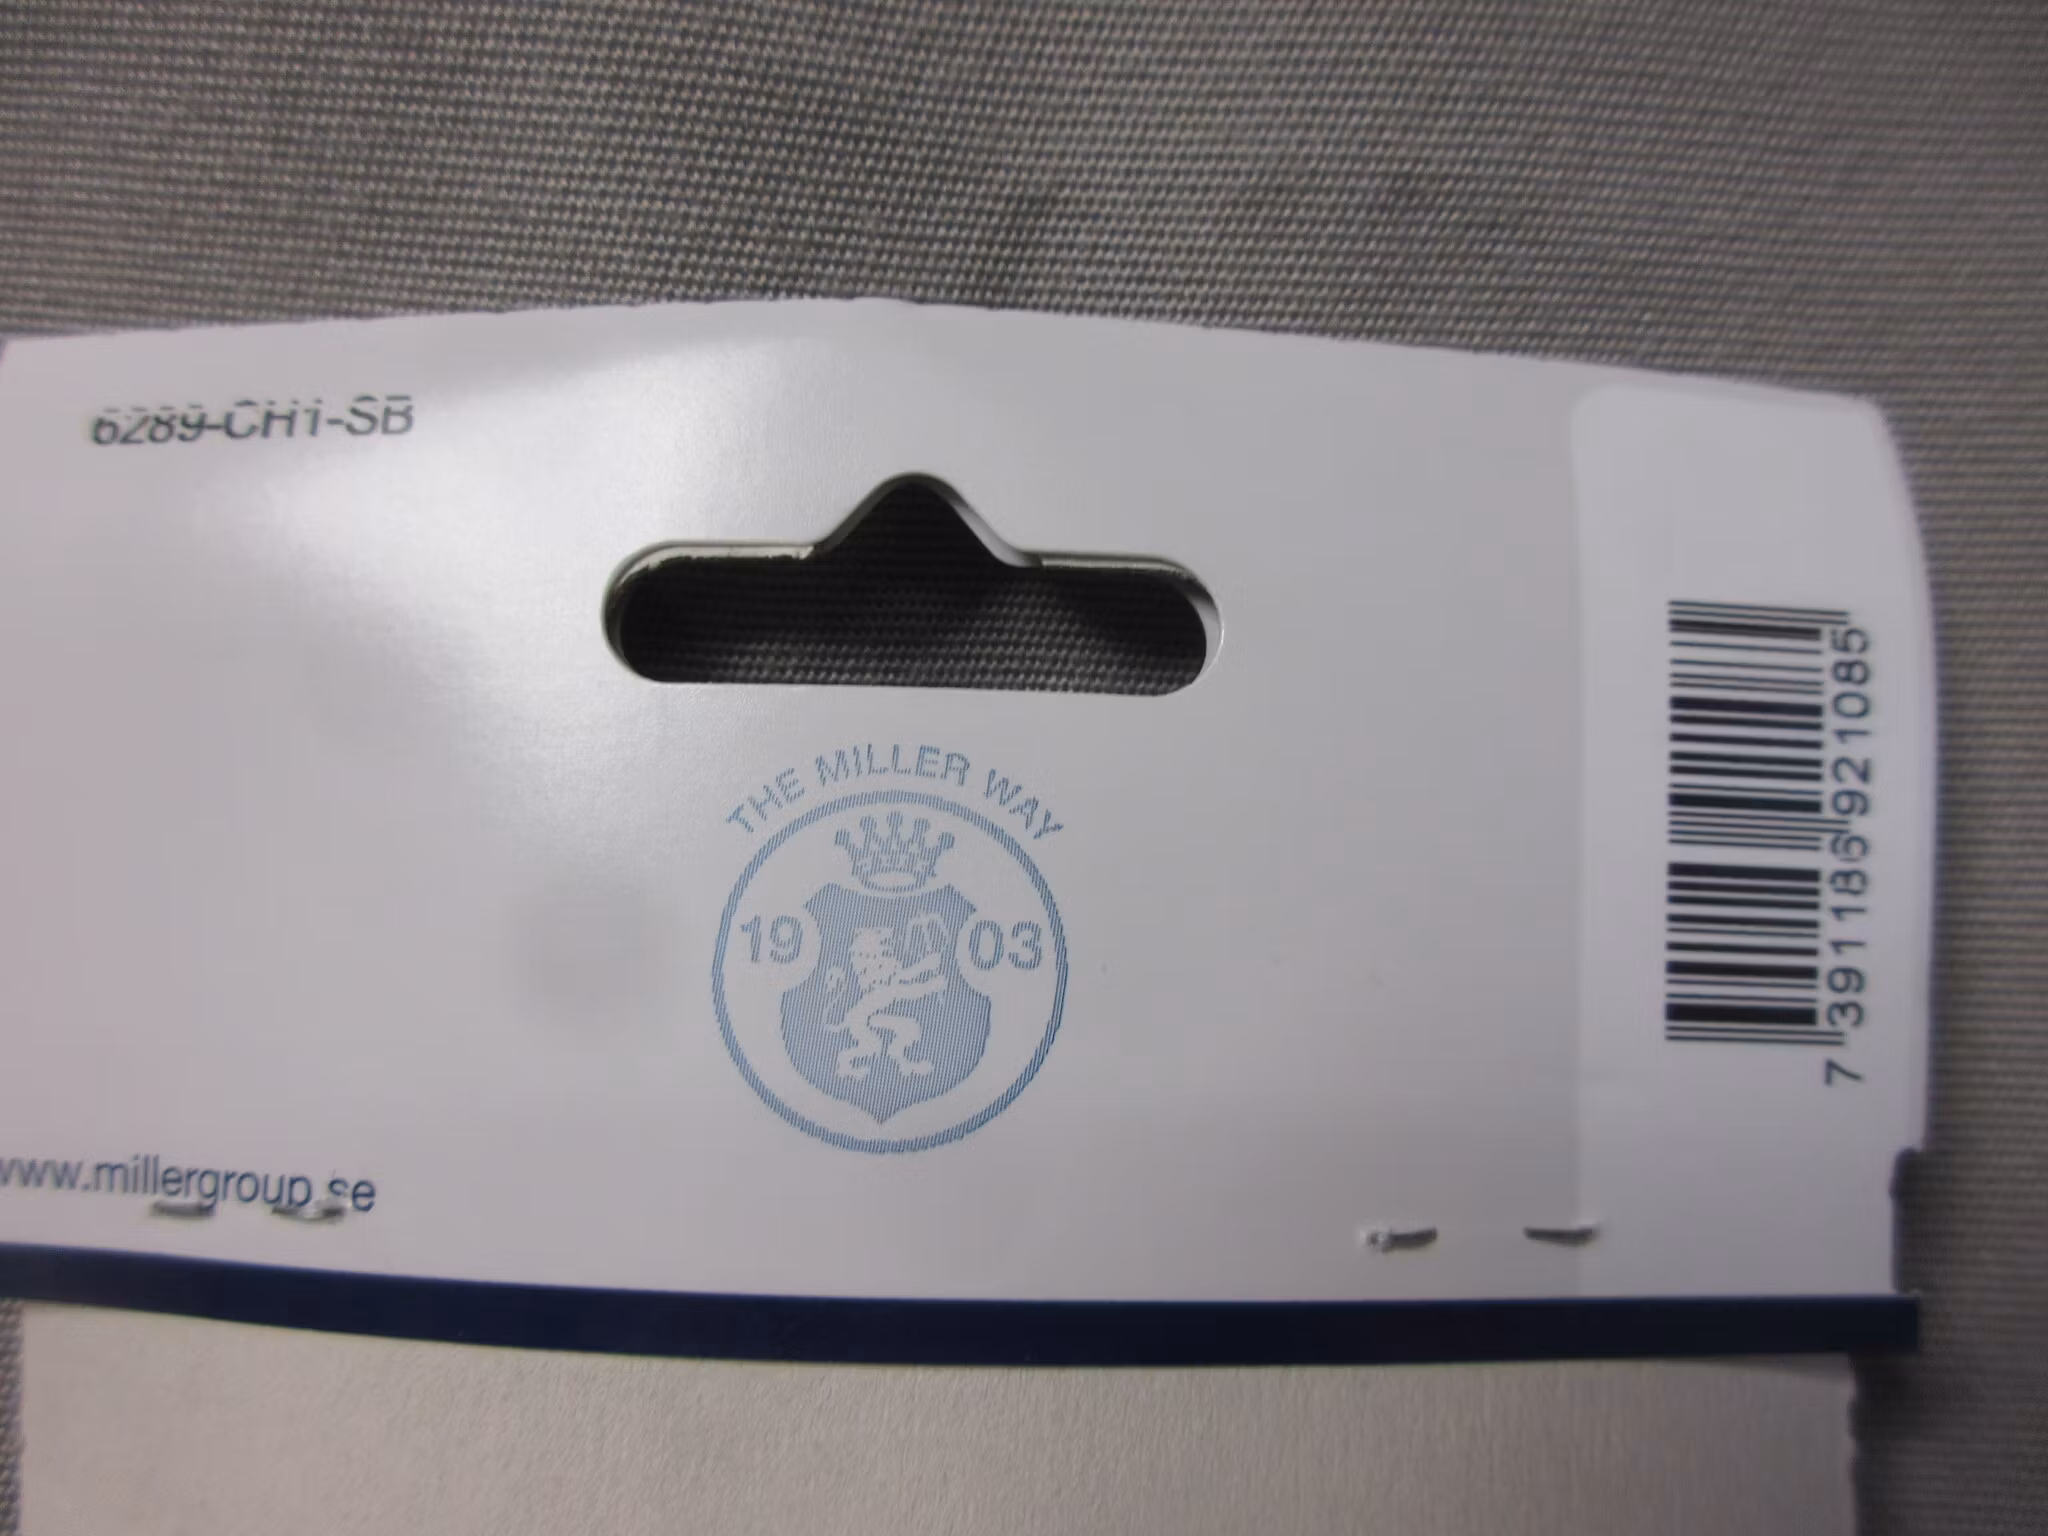 6289-CH1-SB
THE MILLER WAY
19 03
www.millergroup.se
7 391186 921085